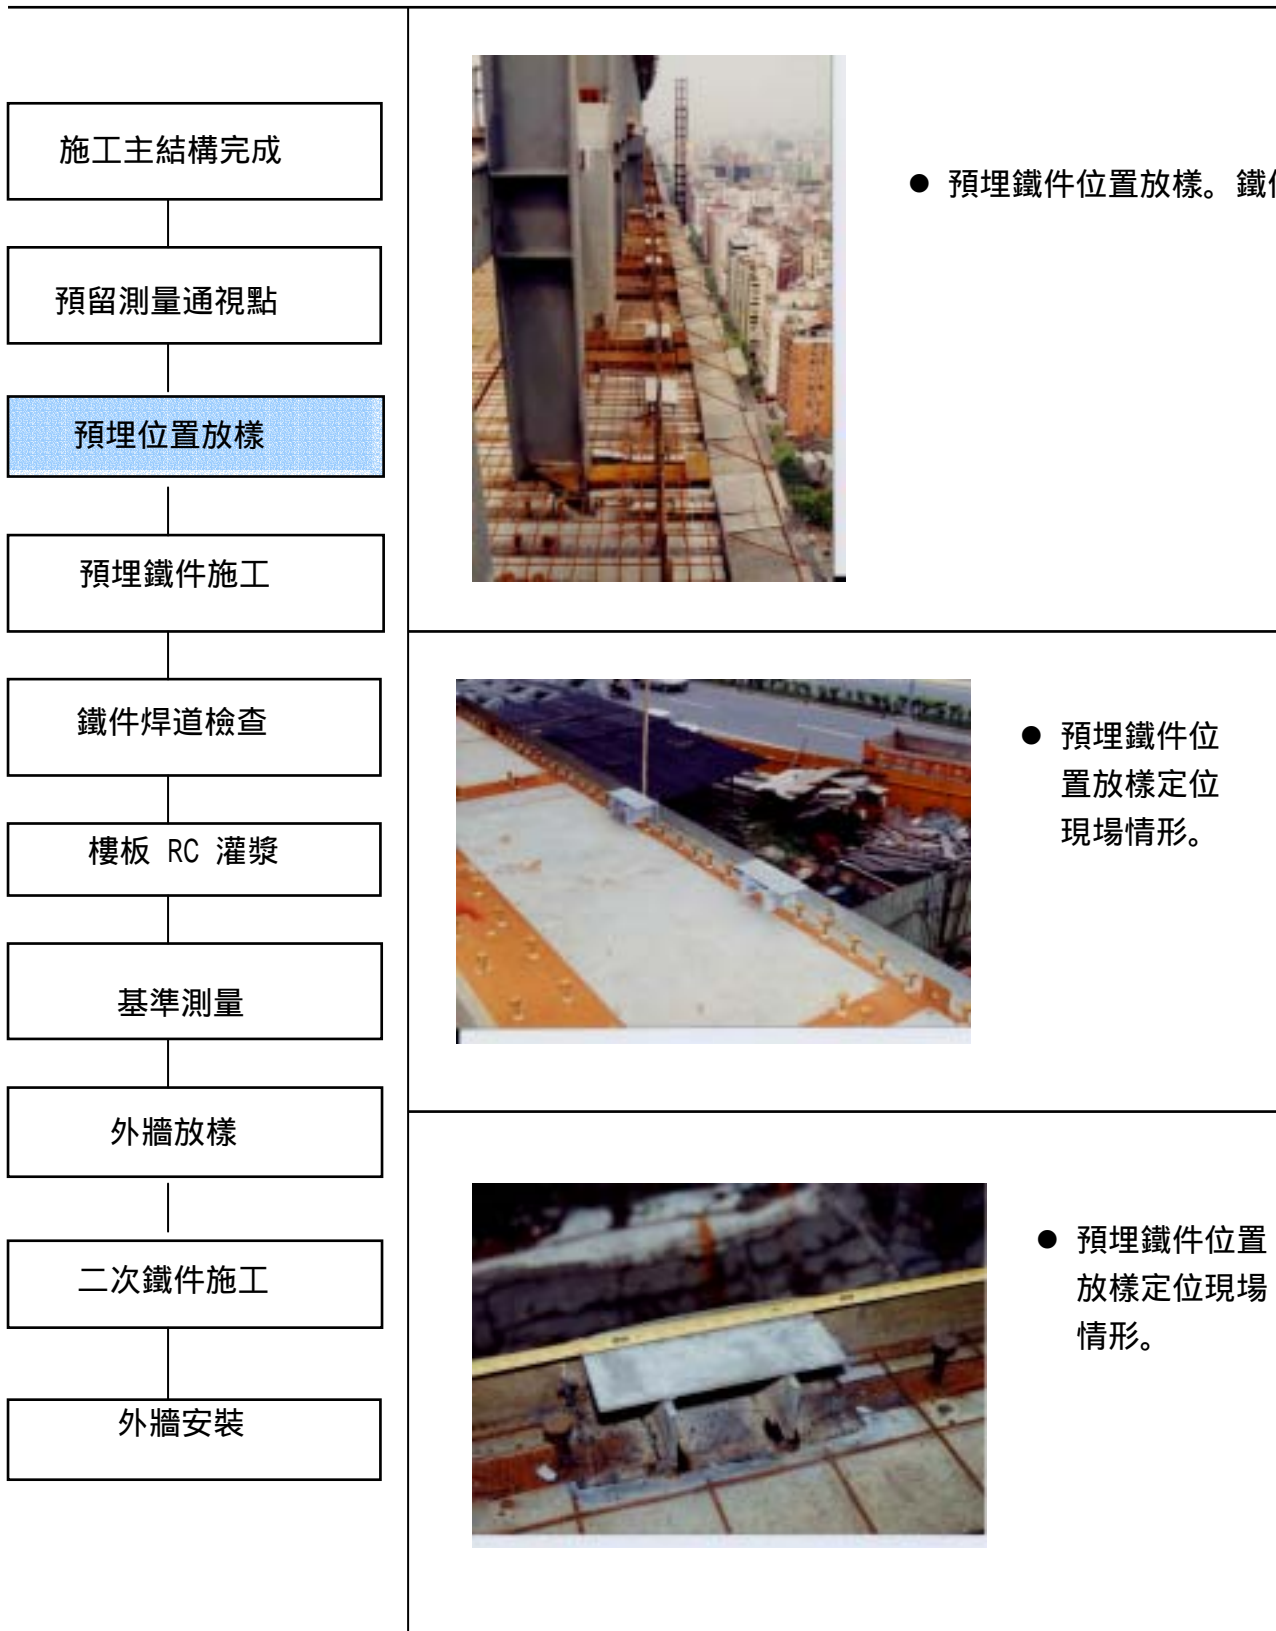 施工主結構完成
預留測量通視點
預埋位置放樣
預埋鐵件施工
鐵件焊道檢查
樓板 RC 灌漿
基準測量
外牆放樣
二次鐵件施工
外牆安裝
● 預埋鐵件位置放樣。鐵
● 預埋鐵件位
置放樣定位
現場情形。
● 預埋鐵件位置
放樣定位現場
情形。